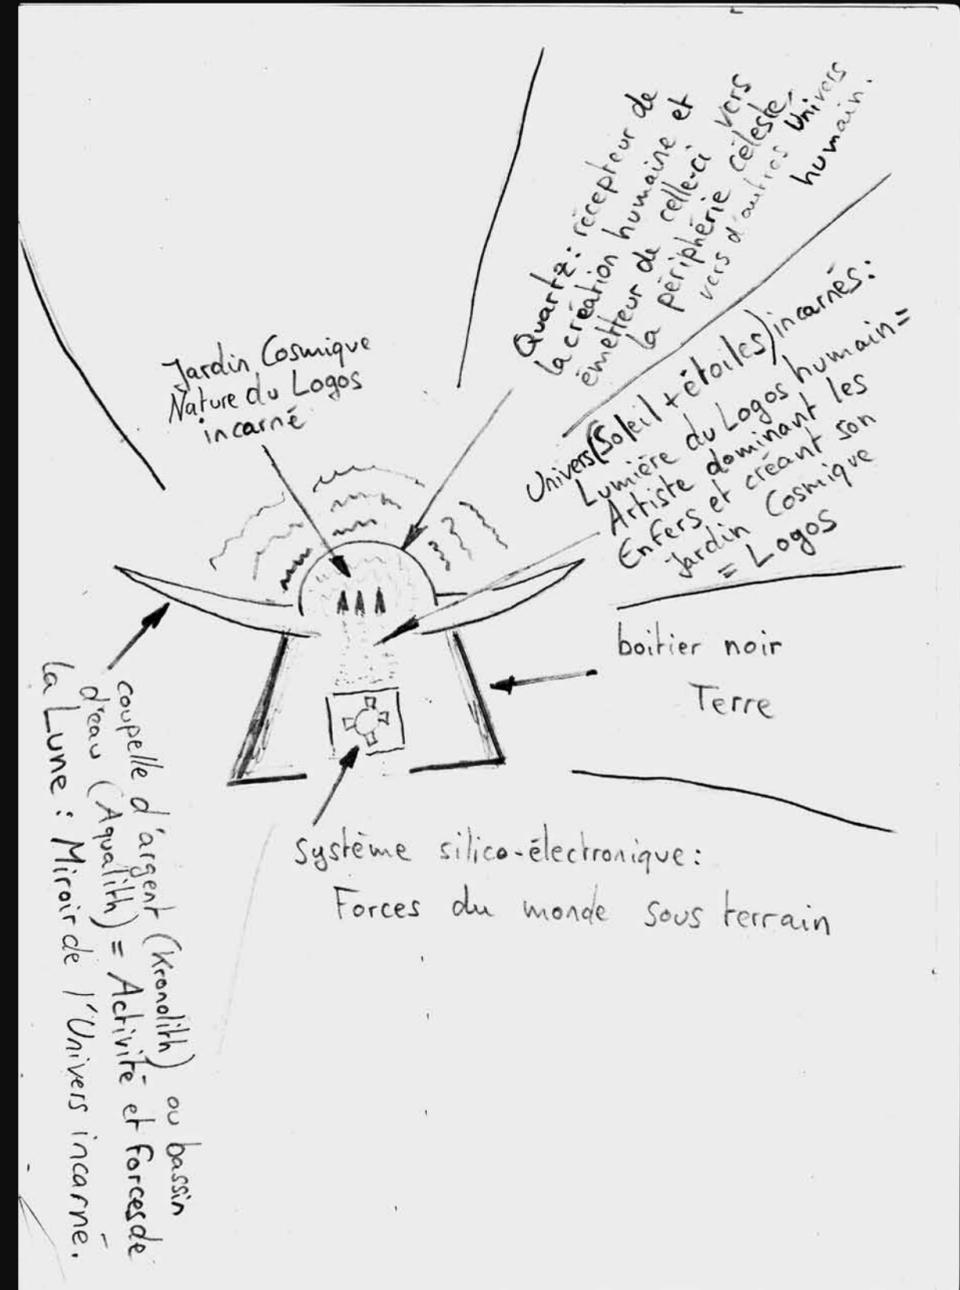 Jardin Cosmique
Nature du Logos
incarné
Quartz : récepteur de
la création humaine et
émetteur de celle-ci vers
la périphérie céleste,
vers d'autres Univers
humain.
Univers (Soleil + étoiles) incarnés :
Lumière du Logos humain =
Artiste dominant les
Enfers et créant son
Jardin Cosmique
= Logos
boitier noir
Terre
système silico-électronique :
Forces du monde sous terrain
coupelle d'argent (Kronolith) ou bassin
d'eau (Aqualith) = Activité et forces de
la Lune : Miroir de l'Univers incarné.